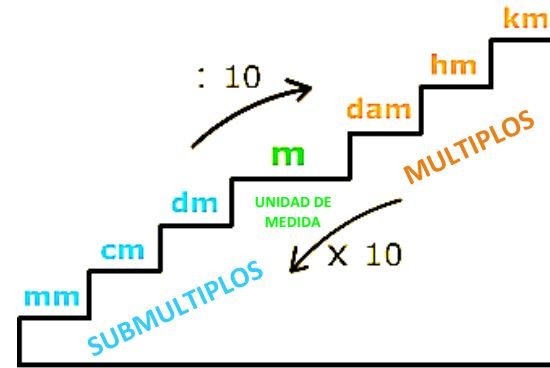 km
hm
: 10
dam
MULTIPLOS
m
dm
UNIDAD DE
MEDIDA
cm
X 10
SUBMULTIPLOS
mm